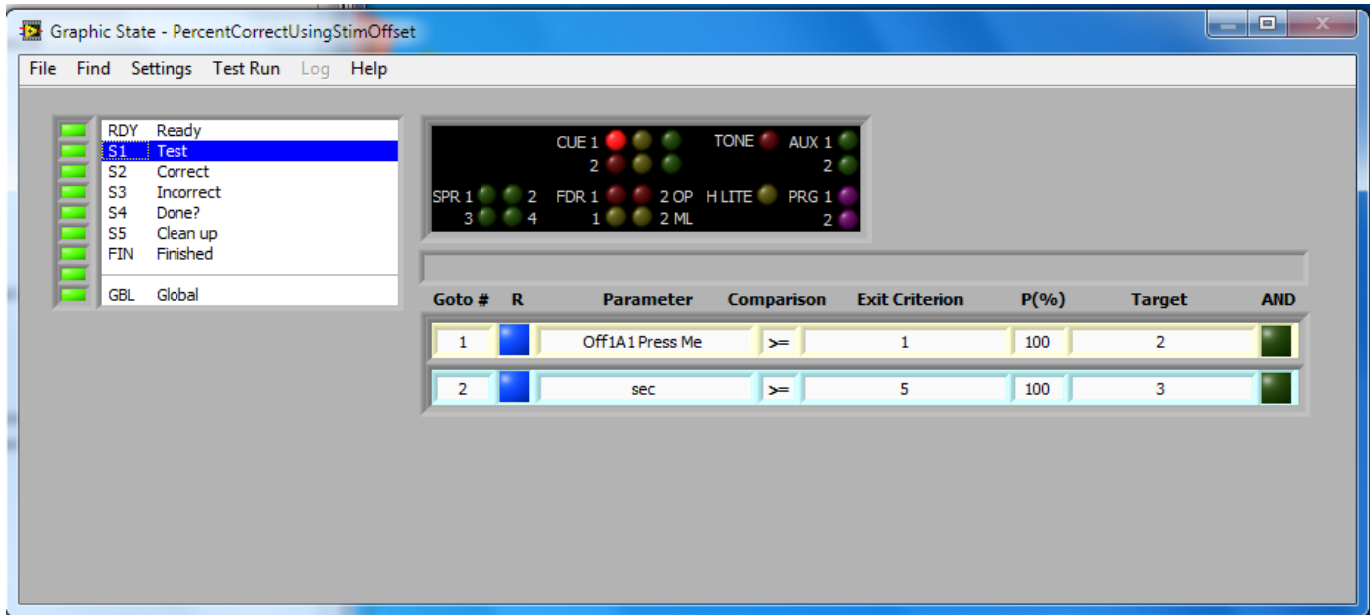 Graphic State - PercentCorrectUsingStimOffset
File Find Settings Test Run Log Help
RDY Ready
S1 Test
S2 Correct
S3 Incorrect
S4 Done?
S5 Clean up
FIN Finished
GBL Global
CUE 1 TONE AUX 1
2 2
SPR 1 2 FDR 1 2 OP H LITE PRG 1
3 4 1 2 ML 2
Goto # R Parameter Comparison Exit Criterion P(%) Target AND
1 Off1A1 Press Me >= 1 100 2
2 sec >= 5 100 3